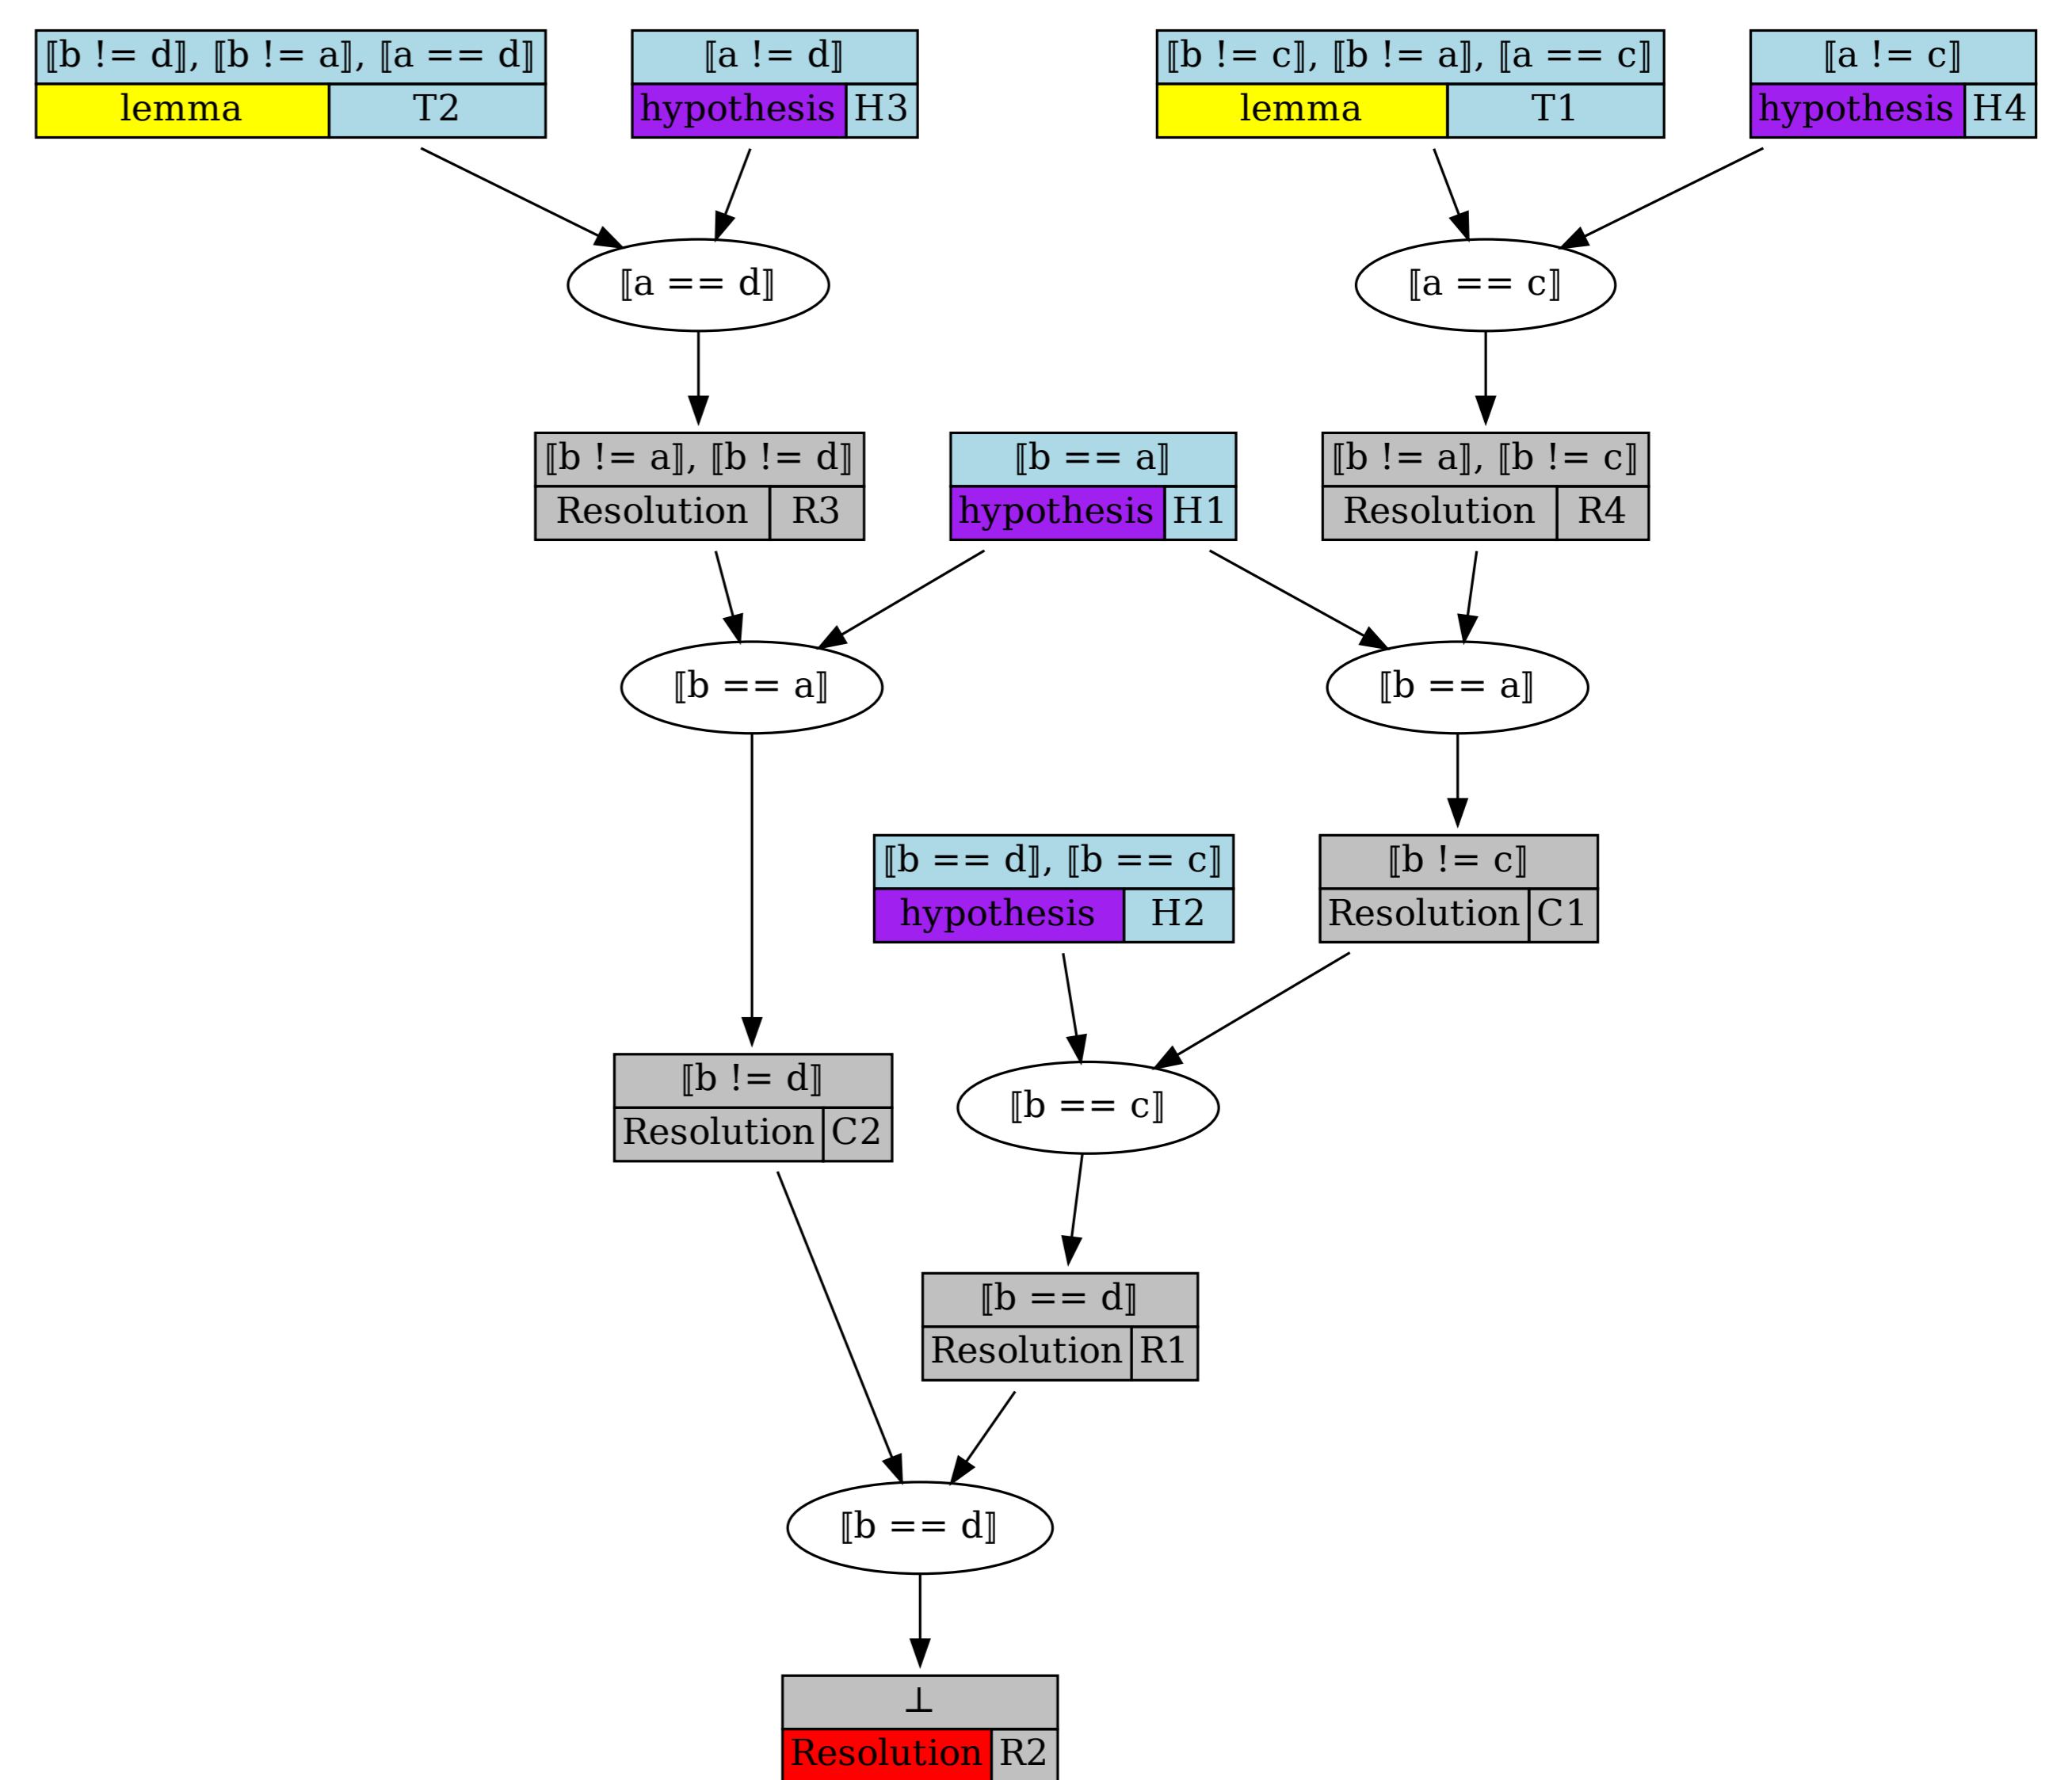 ⟦b != d⟧, ⟦b != a⟧, ⟦a == d⟧
lemma T2
⟦a != d⟧
hypothesis H3
⟦b != c⟧, ⟦b != a⟧, ⟦a == c⟧
lemma T1
⟦a != c⟧
hypothesis H4
⟦a == d⟧
⟦a == c⟧
⟦b != a⟧, ⟦b != d⟧
Resolution R3
⟦b == a⟧
hypothesis H1
⟦b != a⟧, ⟦b != c⟧
Resolution R4
⟦b == a⟧
⟦b == a⟧
⟦b == d⟧, ⟦b == c⟧
hypothesis H2
⟦b != c⟧
Resolution C1
⟦b != d⟧
Resolution C2
⟦b == c⟧
⟦b == d⟧
Resolution R1
⟦b == d⟧
⊥
Resolution R2